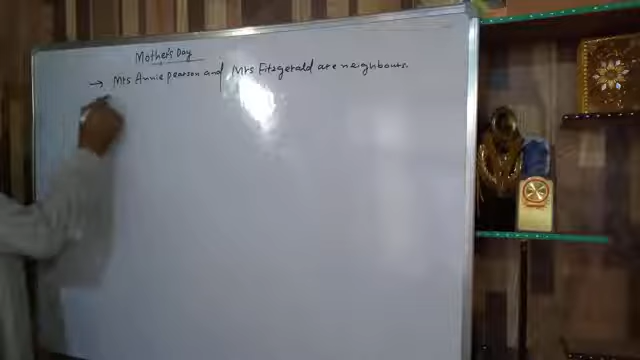 Mother's Day
→ Mrs Annie pearson and Mrs Fitzgerald are neighbours.